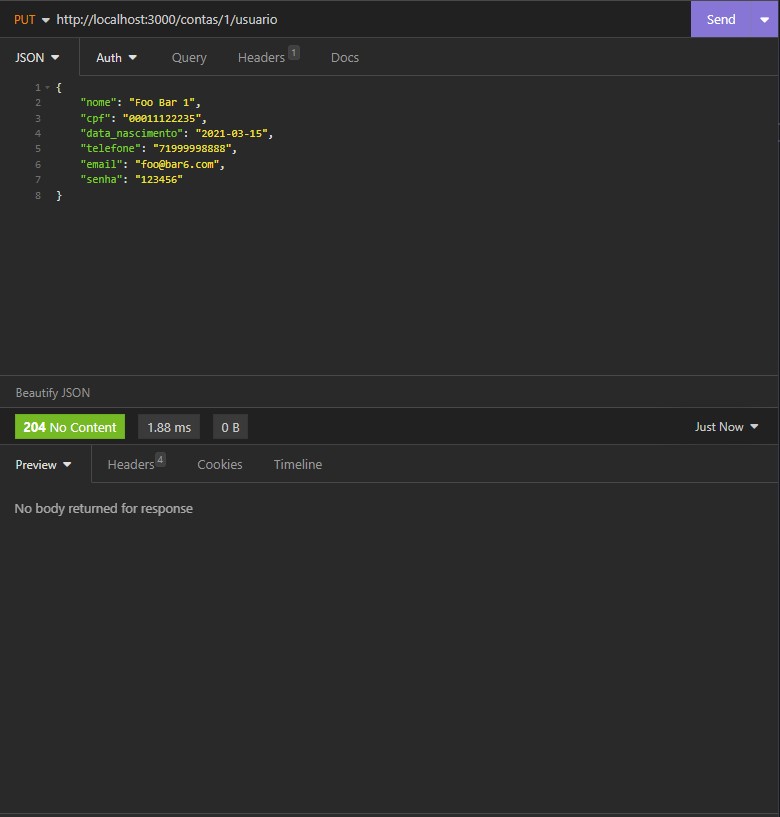 PUT http://localhost:3000/contas/1/usuario Send
JSON Auth Query Headers 1 Docs
1 {
2 "nome": "Foo Bar 1",
3 "cpf": "00011122235",
4 "data_nascimento": "2021-03-15",
5 "telefone": "71999998888",
6 "email": "foo@bar6.com",
7 "senha": "123456"
8 }
Beautify JSON
204 No Content 1.88 ms 0 B Just Now
Preview Headers 4 Cookies Timeline
No body returned for response